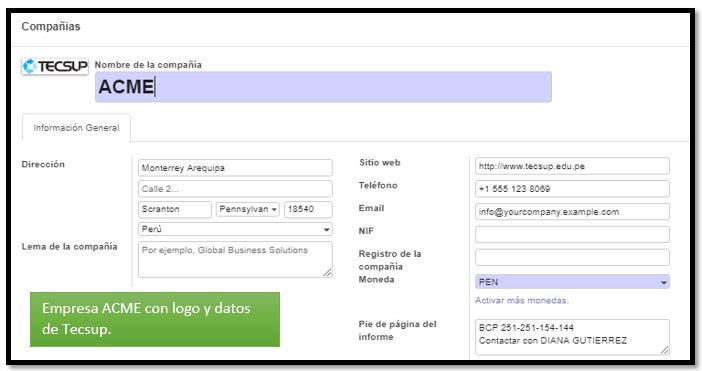 Compañias
TECSUP
Nombre de la compañía
ACME
Información General
Dirección
Monterrey Arequipa
Calle 2...
Scranton Pennsylvan 18540
Perú
Lema de la compañía
Por ejemplo, Global Business Solutions
Sitio web
http://www.tecsup.edu.pe
Teléfono
+1 555 123 8069
Email
info@yourcompany.example.com
NIF
Registro de la
compañía
Moneda
PEN
Activar más monedas.
Pie de página del
informe
BCP 251-251-154-144
Contactar con DIANA GUTIERREZ
Empresa ACME con logo y datos
de Tecsup.